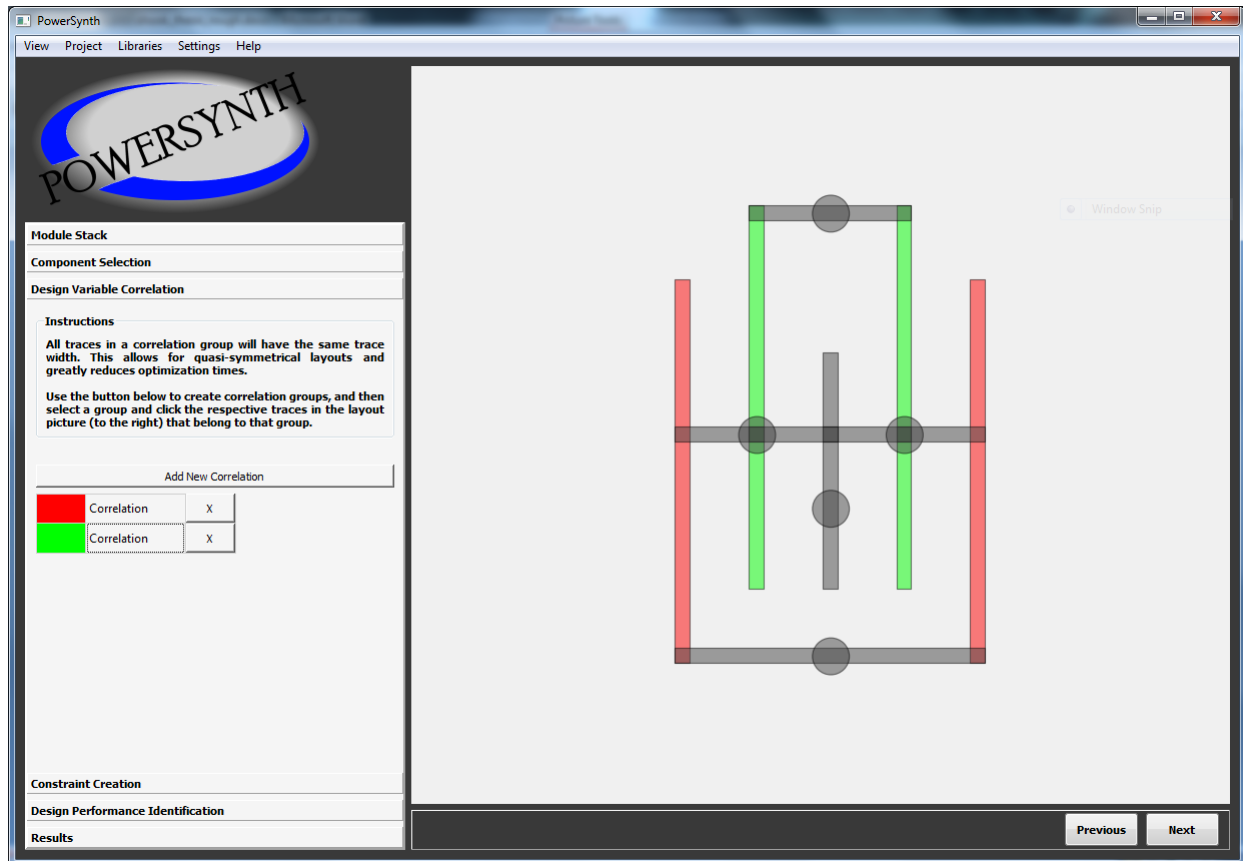 PowerSynth
View Project Libraries Settings Help
POWERSYNTH
Window Snip
Module Stack
Component Selection
Design Variable Correlation
Instructions
All traces in a correlation group will have the same trace
width. This allows for quasi-symmetrical layouts and
greatly reduces optimization times.
Use the button below to create correlation groups, and then
select a group and click the respective traces in the layout
picture (to the right) that belong to that group.
Add New Correlation
Correlation X
Correlation X
Constraint Creation
Design Performance Identification
Results
Previous Next